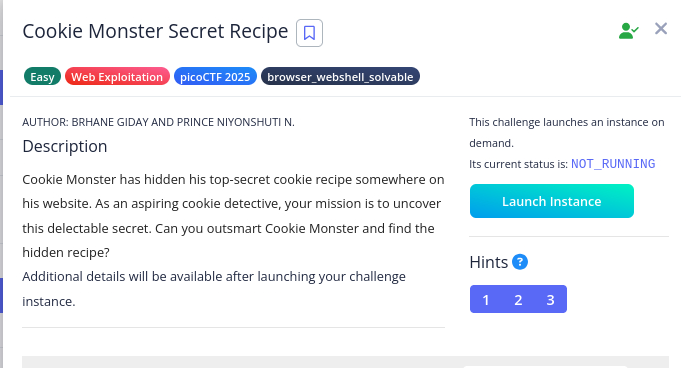 Cookie Monster Secret Recipe
Easy Web Exploitation picoCTF 2025 browser_webshell_solvable
AUTHOR: BRHANE GIDAY AND PRINCE NIYONSHUTI N.
Description
Cookie Monster has hidden his top-secret cookie recipe somewhere on
his website. As an aspiring cookie detective, your mission is to uncover
this delectable secret. Can you outsmart Cookie Monster and find the
hidden recipe?
Additional details will be available after launching your challenge
instance.
This challenge launches an instance on
demand.
Its current status is: NOT_RUNNING
Launch Instance
Hints ?
1 2 3